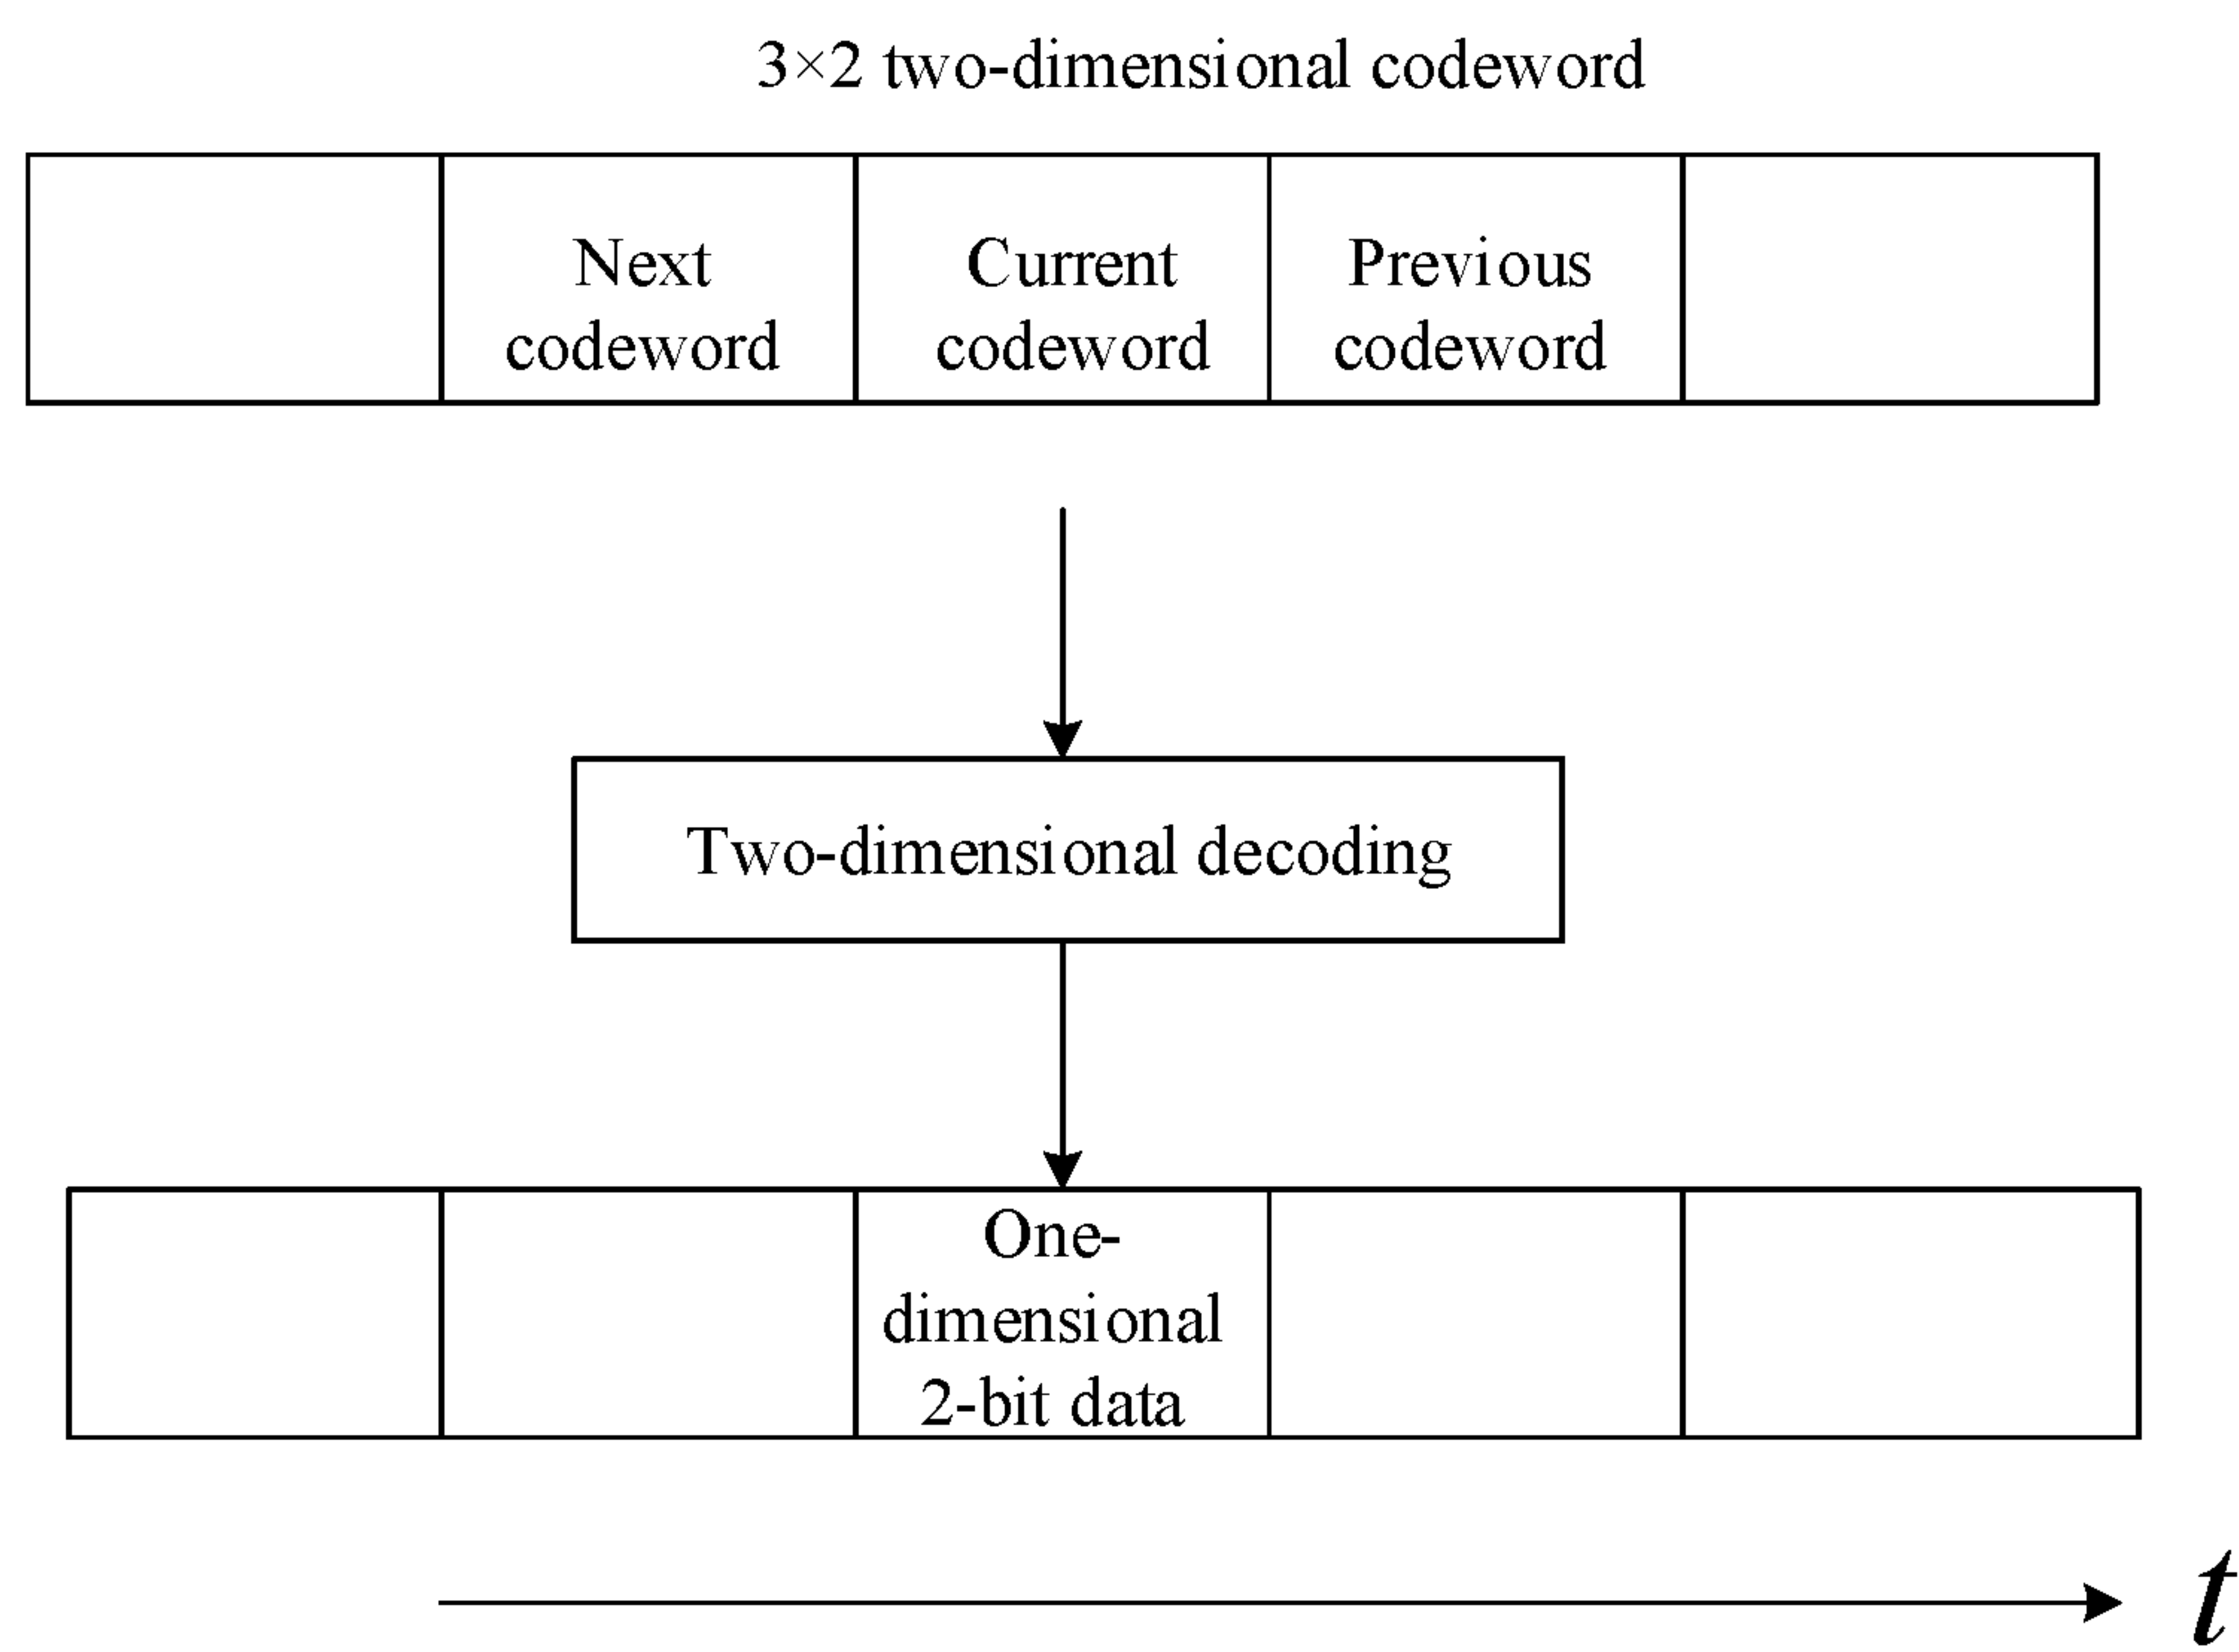 3×2 two-dimensional codeword
Next
codeword
Current
codeword
Previous
codeword
Two-dimensional decoding
One-
dimensional
2-bit data
t